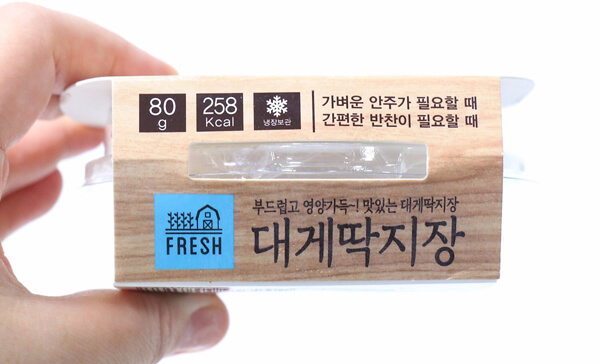 80 g
258 Kcal
냉장보관
가벼운 안주가 필요할 때
간편한 반찬이 필요할 때
부드럽고 영양가득~! 맛있는 대게딱지장
FRESH
대게딱지장